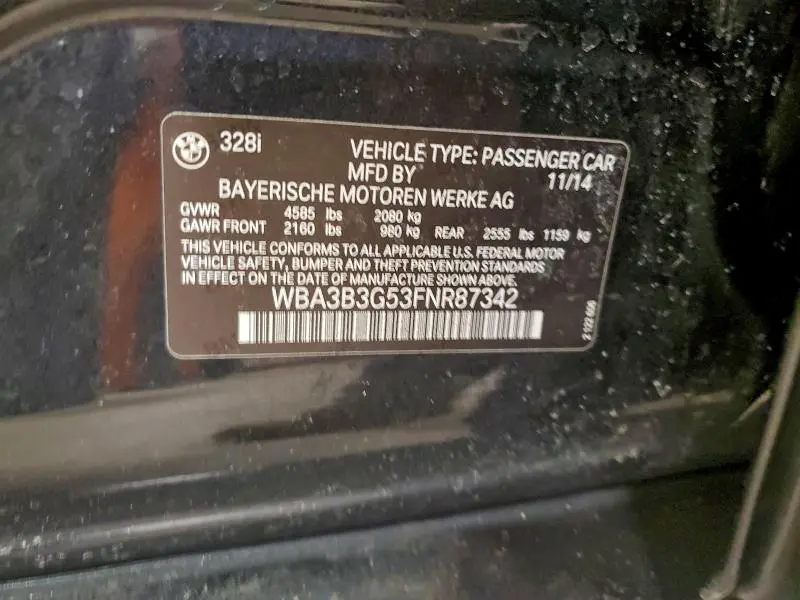 328i VEHICLE TYPE: PASSENGER CAR
MFD BY 11/14
BAYERISCHE MOTOREN WERKE AG
GVWR 4585 lbs 2080 kg
GAWR FRONT 2160 lbs 980 kg REAR 2555 lbs 1159 kg
THIS VEHICLE CONFORMS TO ALL APPLICABLE U.S. FEDERAL MOTOR
VEHICLE SAFETY, BUMPER AND THEFT PREVENTION STANDARDS
IN EFFECT ON THE DATE OF MANUFACTURE SHOWN ABOVE.
WBA3B3G53FNR87342